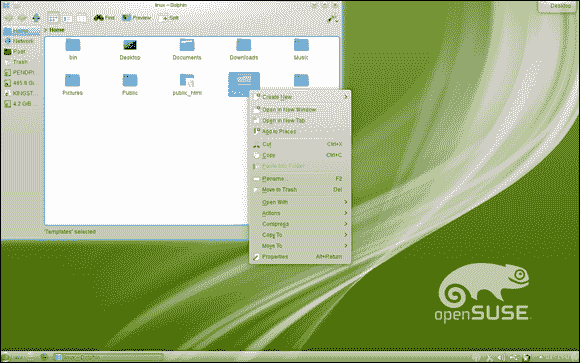 linux – Dolphin
Desktop
Find Preview Split
> Home
Home
Network
Root
Trash
bin Desktop Documents Downloads Music
Pictures Public public_html
Create New
Open in New Window
Open in New Tab
Add to Places
Cut Ctrl+X
Copy Ctrl+C
Paste Into Folder
Rename... F2
Move to Trash Del
Open With
Actions
Compress
Copy To
Move To
Properties Alt+Return
'Templates' selected
openSUSE